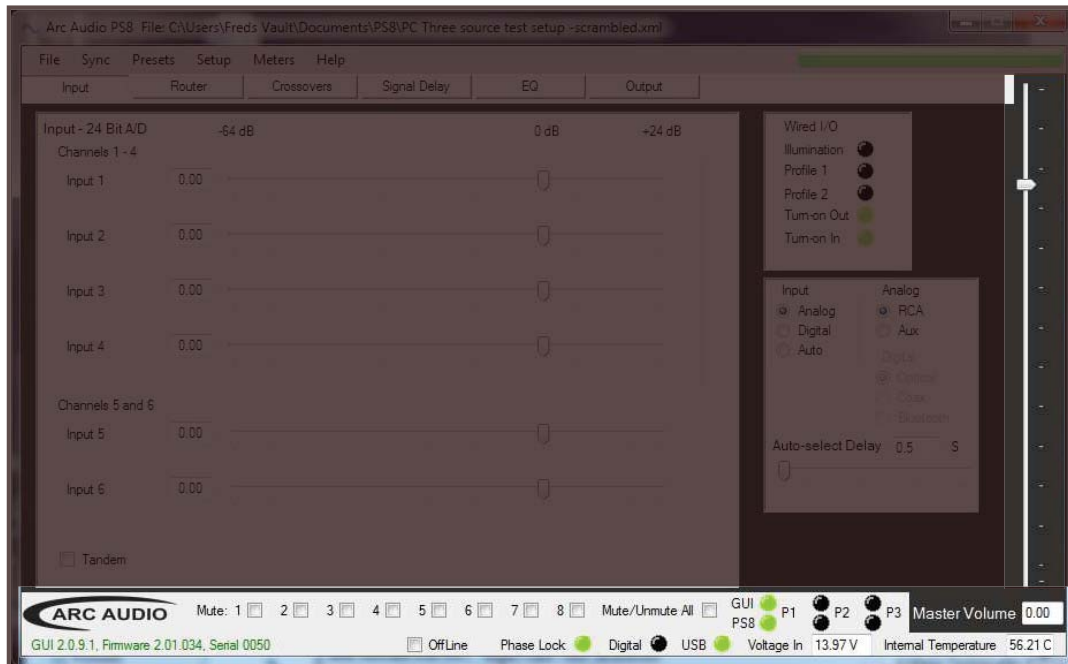 Arc Audio PS8 File: C:\Users\Freds Vault\Documents\PS8\PC Three source test setup -scrambled.xml
File Sync Presets Setup Meters Help
Input Router Crossovers Signal Delay EQ Output
Input - 24 Bit A/D -64 dB 0 dB +24 dB
Channels 1 - 4
Input 1 0.00
Input 2 0.00
Input 3 0.00
Input 4 0.00
Channels 5 and 6
Input 5 0.00
Input 6 0.00
Tandem
Wired I/O
Illumination
Profile 1
Profile 2
Turn-on Out
Turn-on In
Input Analog
Analog RCA
Digital Aux
Auto Digital
Optical
Coax
Bluetooth
Auto-select Delay 0.5 S
ARC AUDIO Mute: 1 2 3 4 5 6 7 8 Mute/Unmute All GUI PS8 P1 P2 P3 Master Volume 0.00
GUI 2.0.9.1, Firmware 2.01.034, Serial 0050 OffLine Phase Lock Digital USB Voltage In 13.97 V Internal Temperature 56.21 C